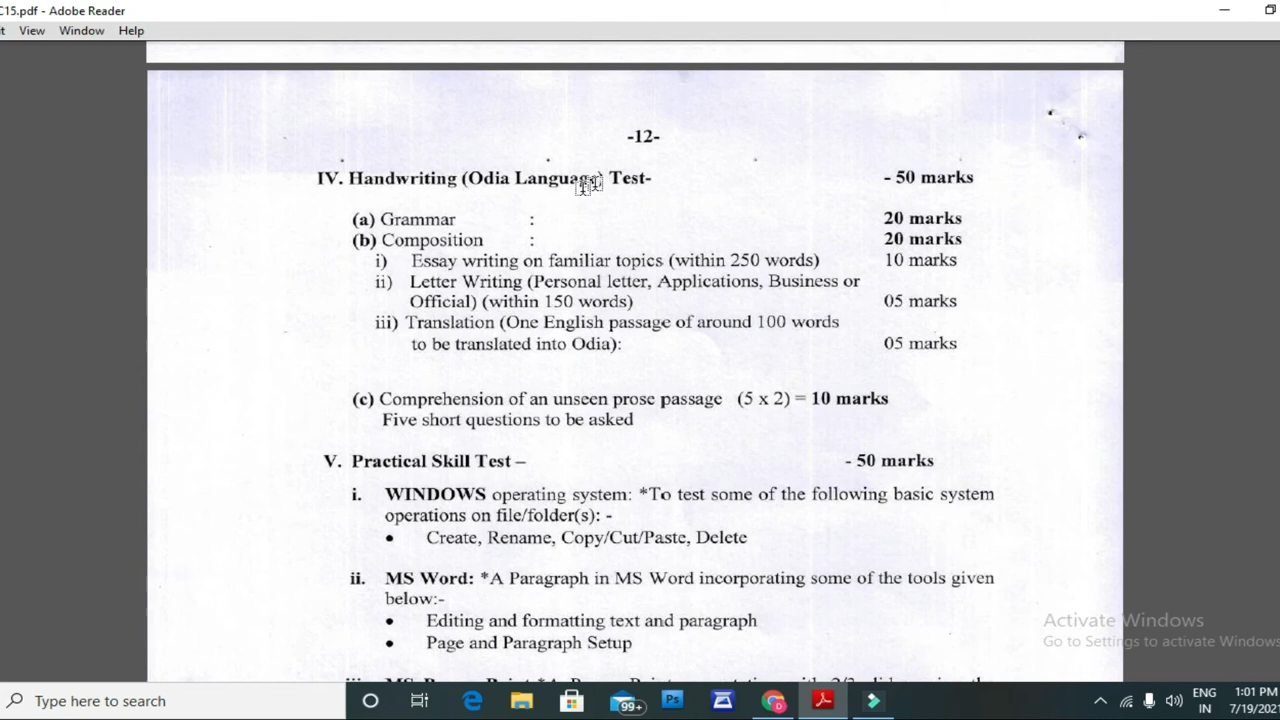 C15.pdf - Adobe Reader
it View Window Help
-12-
IV. Handwriting (Odia Language) Test- - 50 marks
(a) Grammar : 20 marks
(b) Composition : 20 marks
i) Essay writing on familiar topics (within 250 words) 10 marks
ii) Letter Writing (Personal letter, Applications, Business or
Official) (within 150 words) 05 marks
iii) Translation (One English passage of around 100 words
to be translated into Odia): 05 marks
(c) Comprehension of an unseen prose passage (5 x 2) = 10 marks
Five short questions to be asked
V. Practical Skill Test – - 50 marks
i. WINDOWS operating system: *To test some of the following basic system
operations on file/folder(s): -
• Create, Rename, Copy/Cut/Paste, Delete
ii. MS Word: *A Paragraph in MS Word incorporating some of the tools given
below:-
• Editing and formatting text and paragraph
• Page and Paragraph Setup
Activate Windows
Go to Settings to activate Windows
Type here to search
99+
Ps
ENG
IN
1:01 PM
7/19/202